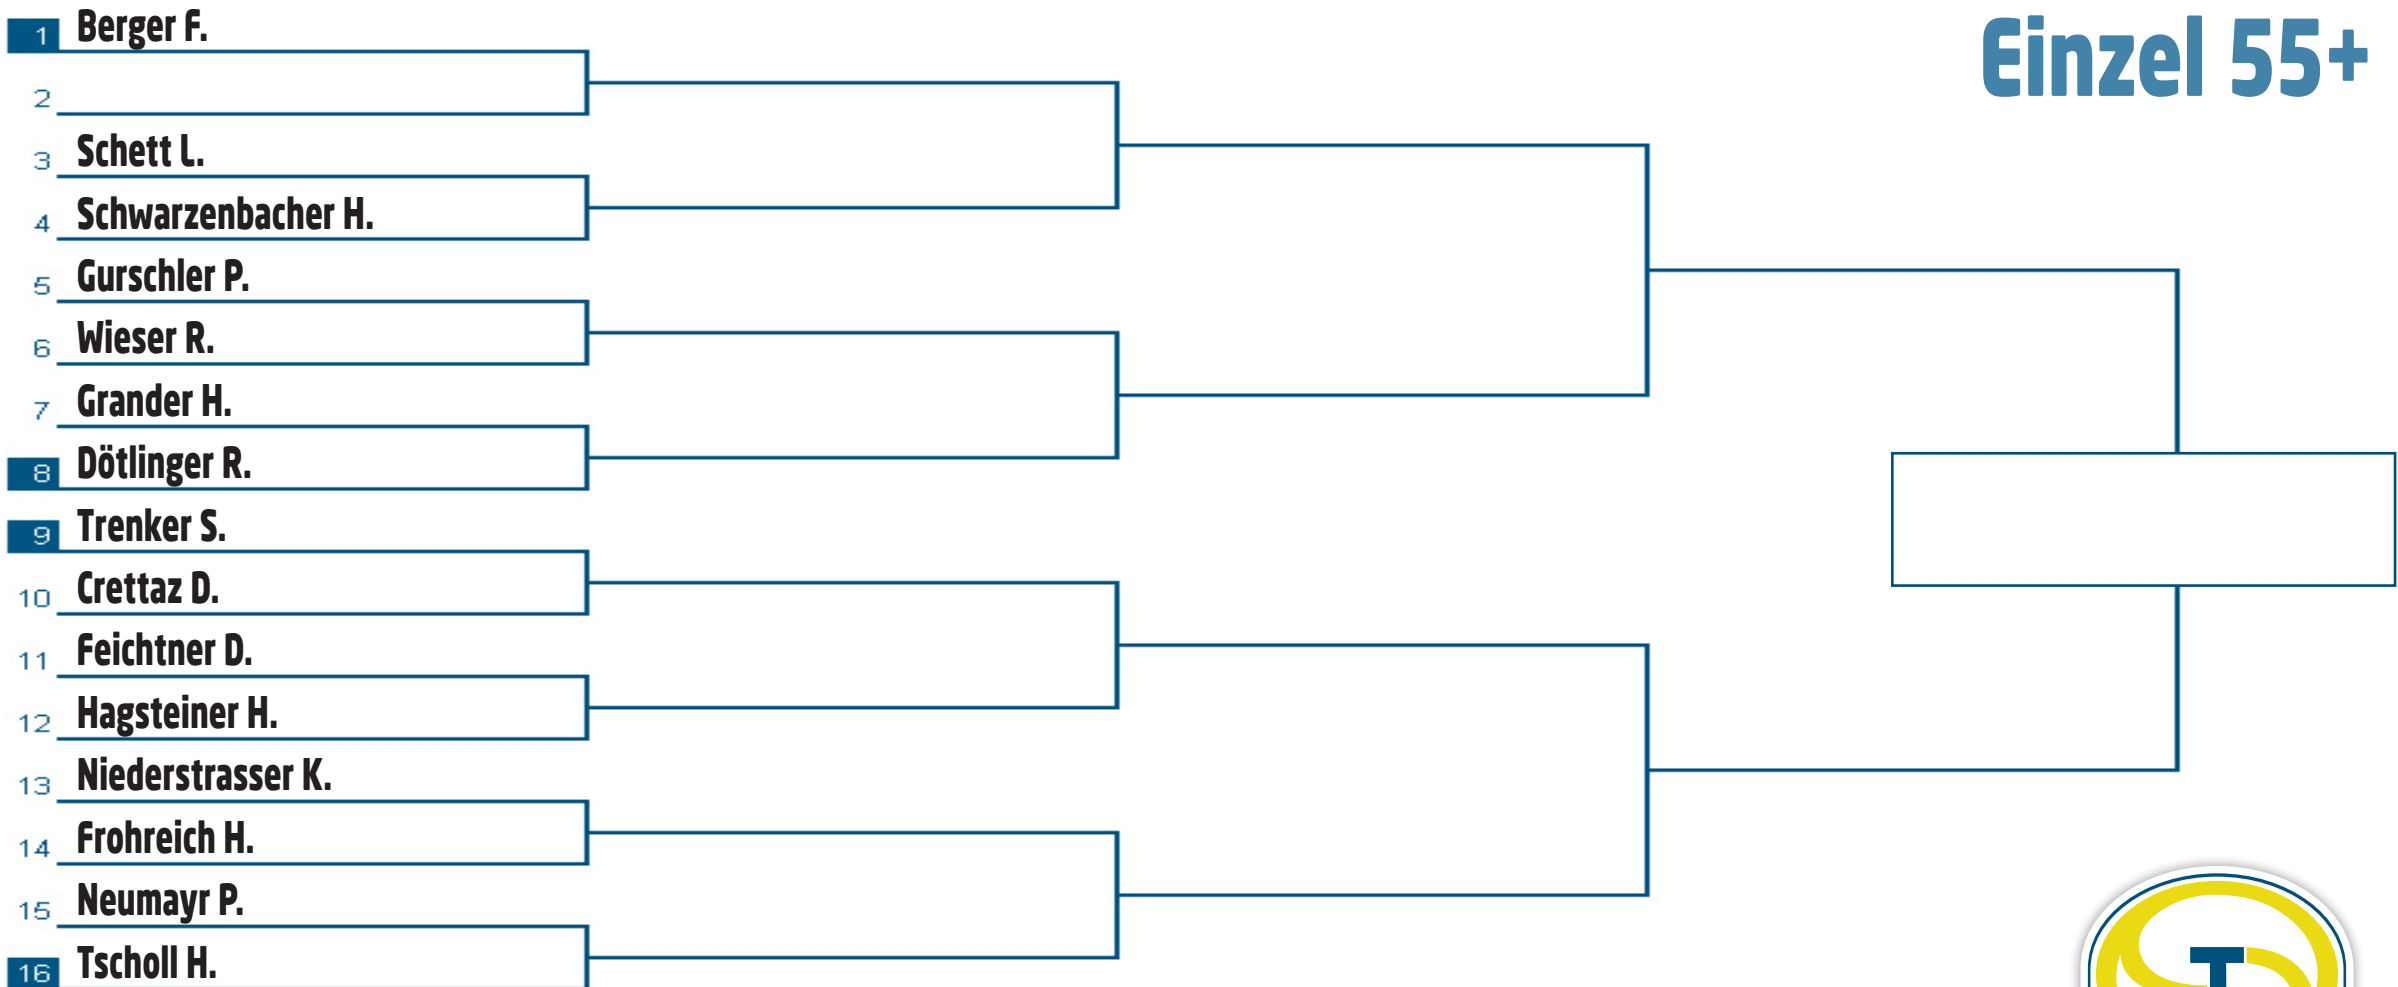 Einzel 55+
1 Berger F.
2
3 Schett L.
4 Schwarzenbacher H.
5 Gurschler P.
6 Wieser R.
7 Grander H.
8 Dötlinger R.
9 Trenker S.
10 Crettaz D.
11 Feichtner D.
12 Hagsteiner H.
13 Niederstrasser K.
14 Frohreich H.
15 Neumayr P.
16 Tscholl H.
T